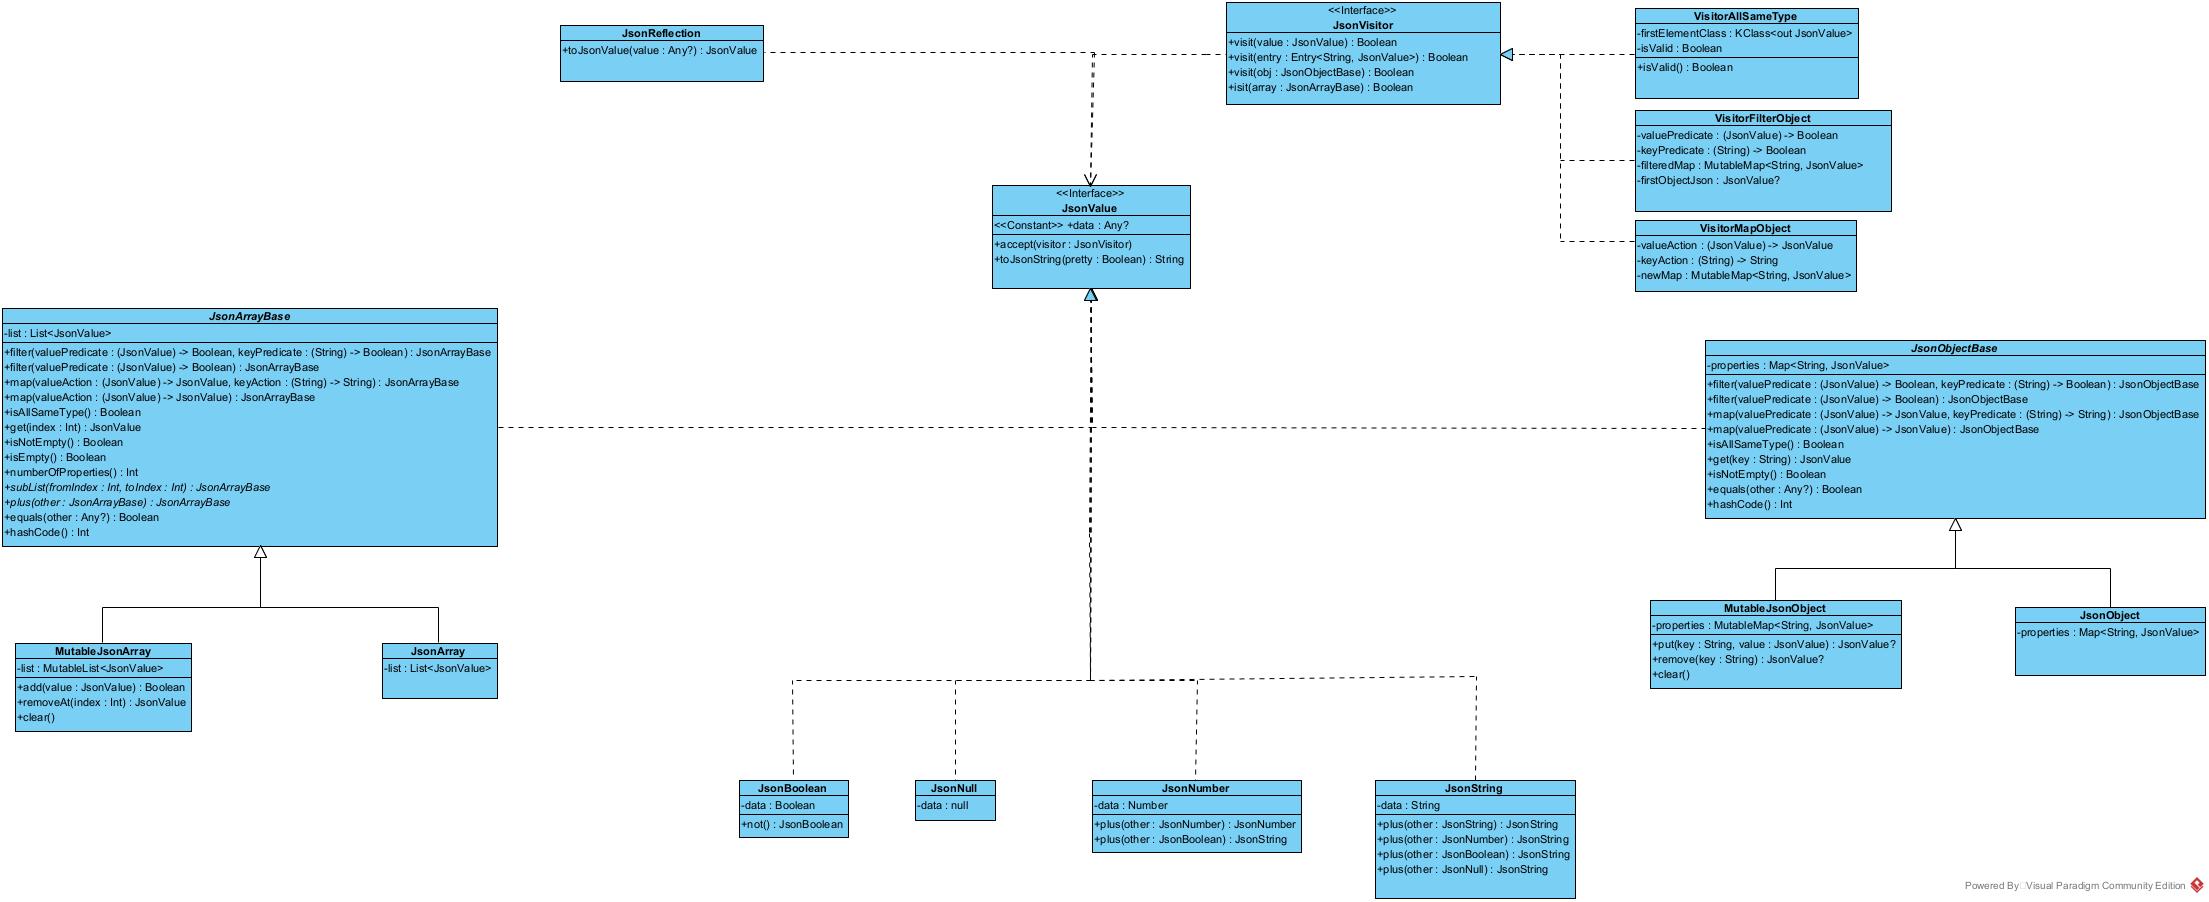 JsonReflection
+toJsonValue(value : Any?) : JsonValue
<<Interface>>
JsonVisitor
+visit(value : JsonValue) : Boolean
+visit(entry : Entry<String, JsonValue>) : Boolean
+visit(obj : JsonObjectBase) : Boolean
+isit(array : JsonArrayBase) : Boolean
VisitorAllSameType
-firstElementClass : KClass<out JsonValue>
-isValid : Boolean
+isValid() : Boolean
VisitorFilterObject
-valuePredicate : (JsonValue) -> Boolean
-keyPredicate : (String) -> Boolean
-filteredMap : MutableMap<String, JsonValue>
-firstObjectJson : JsonValue?
VisitorMapObject
-valueAction : (JsonValue) -> JsonValue
-keyAction : (String) -> String
-newMap : MutableMap<String, JsonValue>
<<Interface>>
JsonValue
<<Constant>> +data : Any?
+accept(visitor : JsonVisitor)
+toJsonString(pretty : Boolean) : String
JsonArrayBase
-list : List<JsonValue>
+filter(valuePredicate : (JsonValue) -> Boolean, keyPredicate : (String) -> Boolean) : JsonArrayBase
+filter(valuePredicate : (JsonValue) -> Boolean) : JsonArrayBase
+map(valueAction : (JsonValue) -> JsonValue, keyAction : (String) -> String) : JsonArrayBase
+map(valueAction : (JsonValue) -> JsonValue) : JsonArrayBase
+isAllSameType() : Boolean
+get(index : Int) : JsonValue
+isNotEmpty() : Boolean
+isEmpty() : Boolean
+numberOfProperties() : Int
+subList(fromIndex : Int, toIndex : Int) : JsonArrayBase
+plus(other : JsonArrayBase) : JsonArrayBase
+equals(other : Any?) : Boolean
+hashCode() : Int
JsonObjectBase
-properties : Map<String, JsonValue>
+filter(valuePredicate : (JsonValue) -> Boolean, keyPredicate : (String) -> Boolean) : JsonObjectBase
+filter(valuePredicate : (JsonValue) -> Boolean) : JsonObjectBase
+map(valuePredicate : (JsonValue) -> JsonValue, keyPredicate : (String) -> String) : JsonObjectBase
+map(valuePredicate : (JsonValue) -> JsonValue) : JsonObjectBase
+isAllSameType() : Boolean
+get(key : String) : JsonValue
+isNotEmpty() : Boolean
+equals(other : Any?) : Boolean
+hashCode() : Int
MutableJsonArray
-list : MutableList<JsonValue>
+add(value : JsonValue) : Boolean
+removeAt(index : Int) : JsonValue
+clear()
JsonArray
-list : List<JsonValue>
MutableJsonObject
-properties : MutableMap<String, JsonValue>
+put(key : String, value : JsonValue) : JsonValue?
+remove(key : String) : JsonValue?
+clear()
JsonObject
-properties : Map<String, JsonValue>
JsonBoolean
-data : Boolean
+not() : JsonBoolean
JsonNull
-data : null
JsonNumber
-data : Number
+plus(other : JsonNumber) : JsonNumber
+plus(other : JsonBoolean) : JsonString
JsonString
-data : String
+plus(other : JsonString) : JsonString
+plus(other : JsonNumber) : JsonString
+plus(other : JsonBoolean) : JsonString
+plus(other : JsonNull) : JsonString
Powered By Visual Paradigm Community Edition